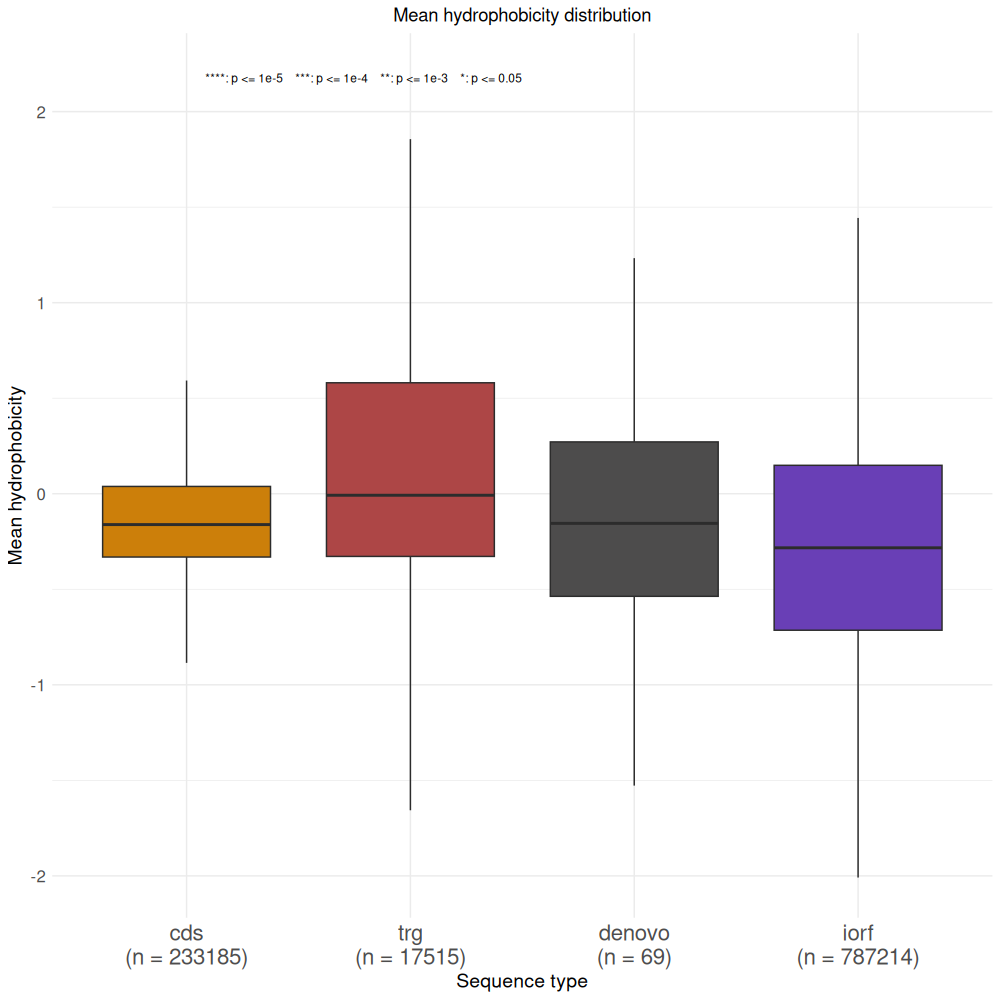 Mean hydrophobicity distribution
****: p <= 1e-5 ***: p <= 1e-4 **: p <= 1e-3 *: p <= 0.05
Mean hydrophobicity
2
1
0
-1
-2
cds trg denovo iorf
(n = 233185) (n = 17515) (n = 69) (n = 787214)
Sequence type